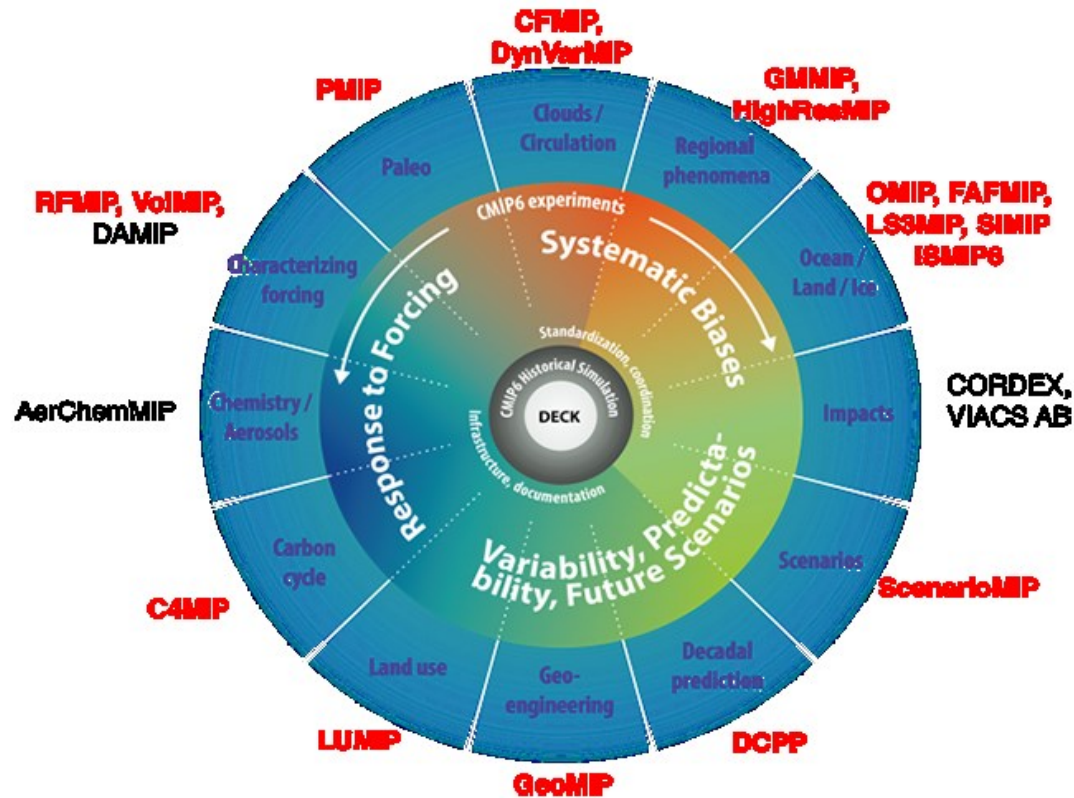 CFMIP,
DynVarMIP
GMMIP,
HighResMIP
OMIP, FAFMIP,
LS3MIP, SIMIP
ISMIP6
CORDEX,
VIACS AB
ScenarioMIP
DCPP
GeoMIP
LUMIP
C4MIP
AerChemMIP
RFMIP, VolMIP,
DAMIP
PMIP
Clouds /
Circulation
Regional
phenomena
Ocean /
Land / Ice
Impacts
Scenarios
Decadal
prediction
Geo-
engineering
Land use
Carbon
cycle
Chemistry /
Aerosols
Characterizing
forcing
Paleo
CMIP6 experiments
Systematic Biases
Variability, Predicta-
bility, Future Scenarios
Response to Forcing
Standardization, coordination
Infrastructure, documentation
CMIP6 Historical Simulation
DECK